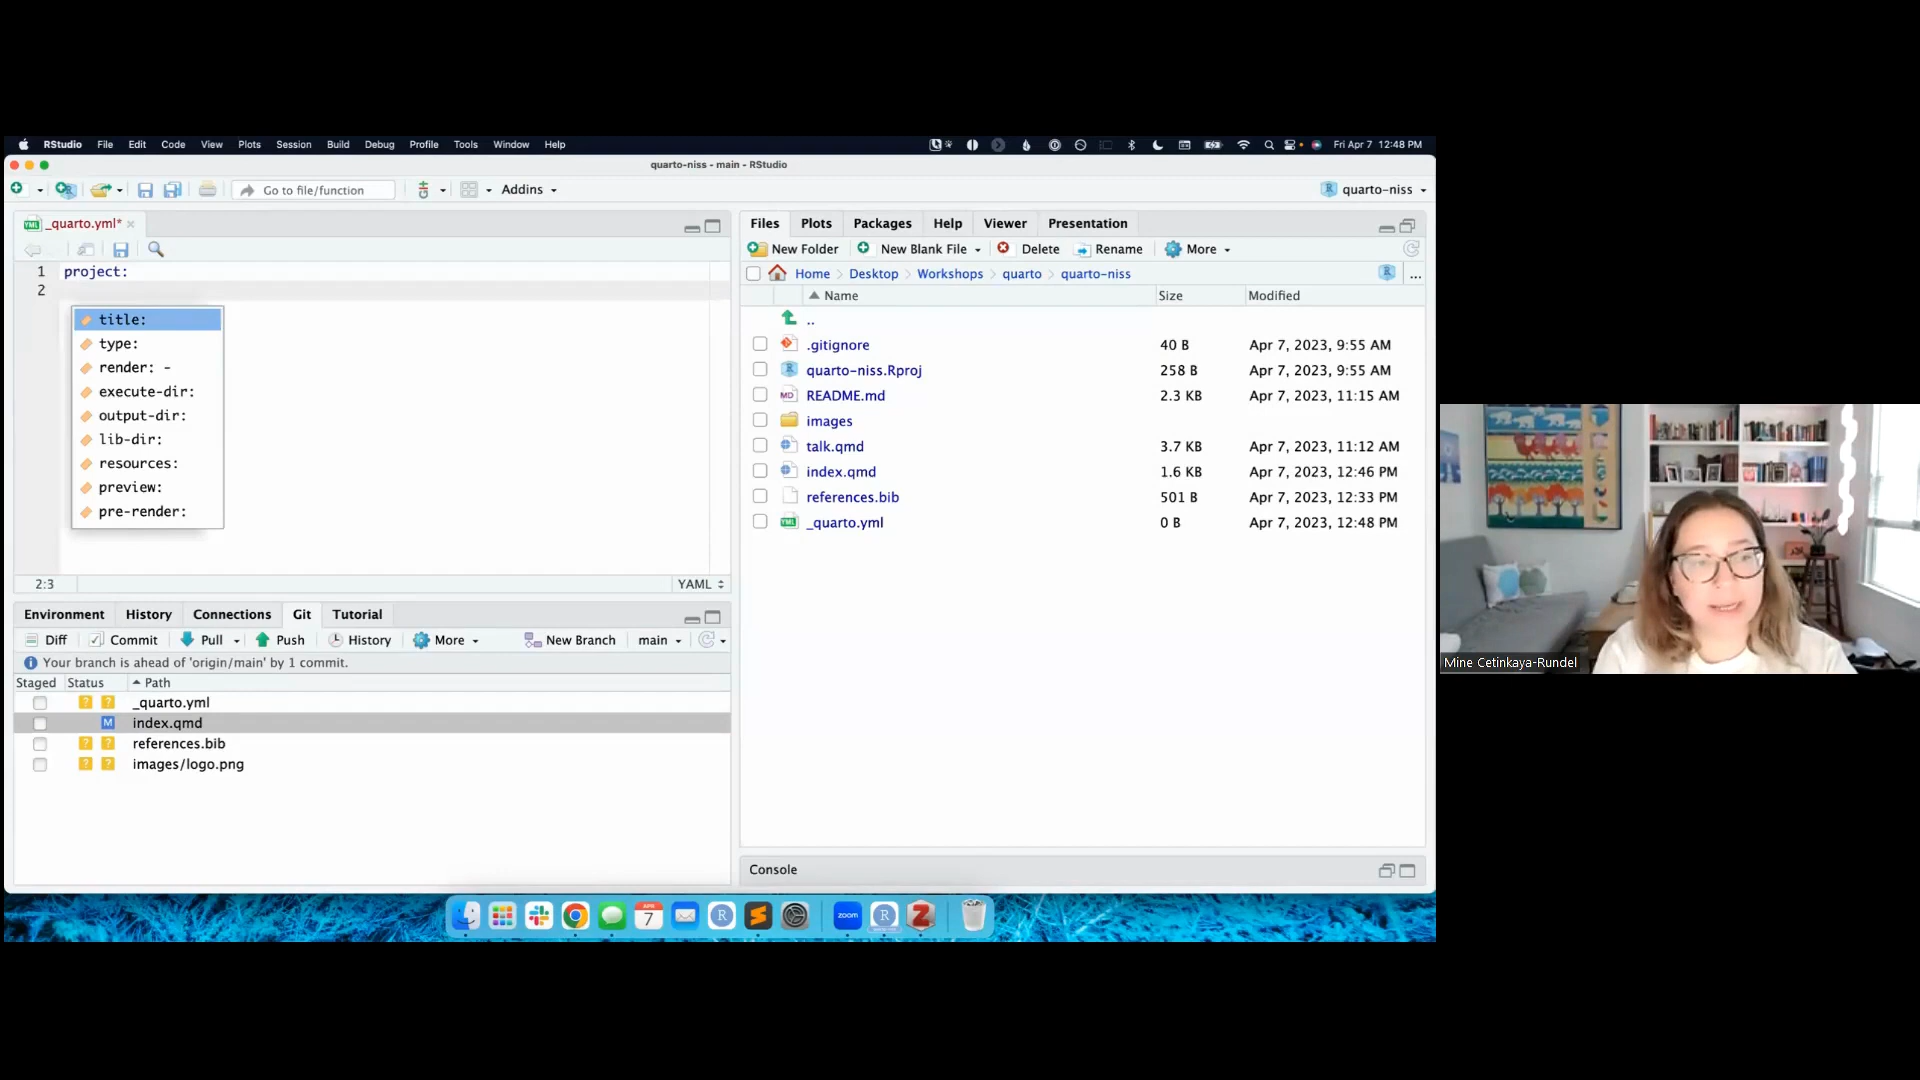 RStudio File Edit Code View Plots Session Build Debug Profile Tools Window Help Fri Apr 7 12:48 PM
quarto-niss - main - RStudio
Go to file/function Addins quarto-niss
_quarto.yml*
1 project:
2
title:
type:
render: -
execute-dir:
output-dir:
lib-dir:
resources:
preview:
pre-render:
2:3 YAML
Environment History Connections Git Tutorial
Diff Commit Pull Push History More New Branch main
Your branch is ahead of 'origin/main' by 1 commit.
Staged Status Path
? ? _quarto.yml
M index.qmd
? ? references.bib
? ? images/logo.png
Files Plots Packages Help Viewer Presentation
New Folder New Blank File Delete Rename More
Home Desktop Workshops quarto quarto-niss ...
Name Size Modified
..
.gitignore 40 B Apr 7, 2023, 9:55 AM
quarto-niss.Rproj 258 B Apr 7, 2023, 9:55 AM
README.md 2.3 KB Apr 7, 2023, 11:15 AM
images
talk.qmd 3.7 KB Apr 7, 2023, 11:12 AM
index.qmd 1.6 KB Apr 7, 2023, 12:46 PM
references.bib 501 B Apr 7, 2023, 12:33 PM
_quarto.yml 0 B Apr 7, 2023, 12:48 PM
Console
APR
7
zoom
Mine Cetinkaya-Rundel